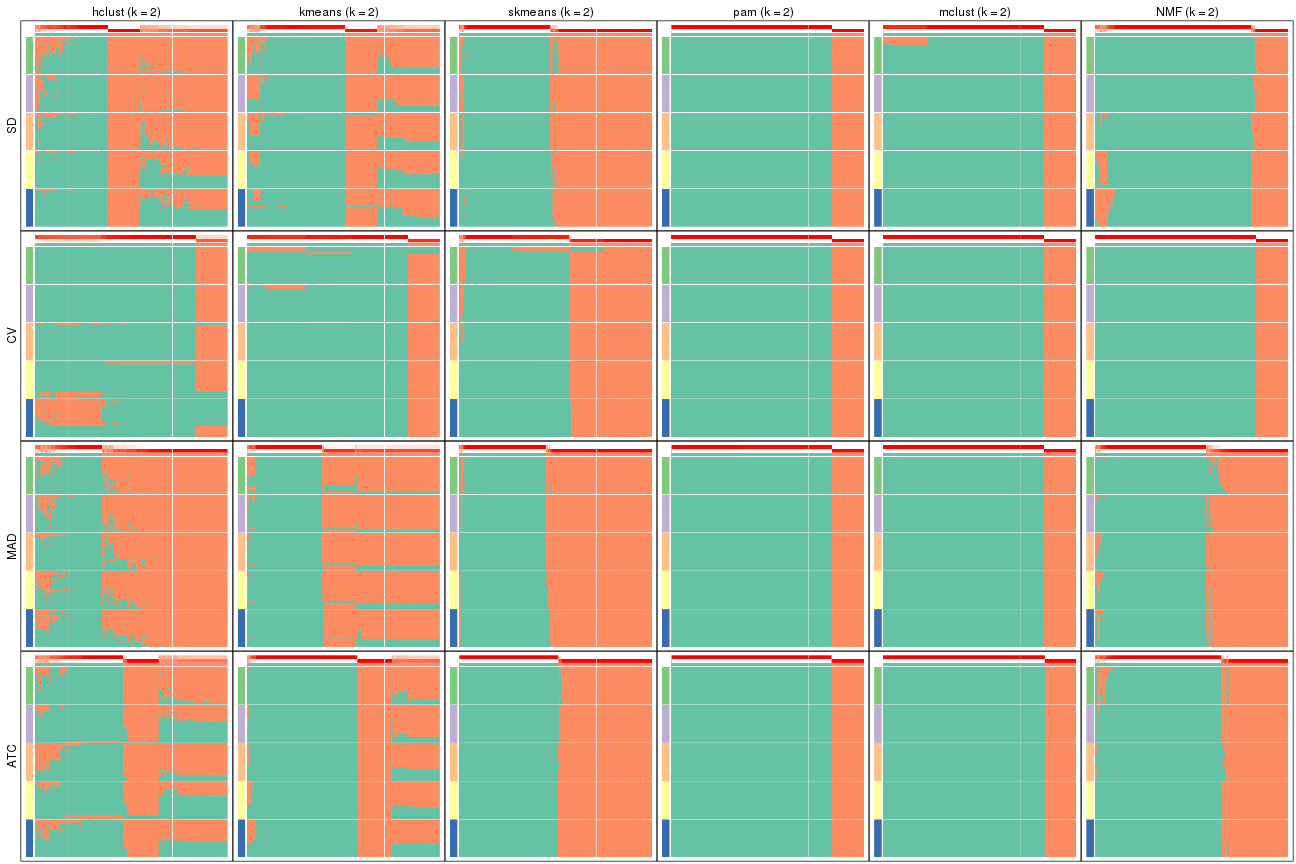 hclust (k = 2) kmeans (k = 2) skmeans (k = 2) pam (k = 2) mclust (k = 2) NMF (k = 2)
SD
CV
MAD
ATC